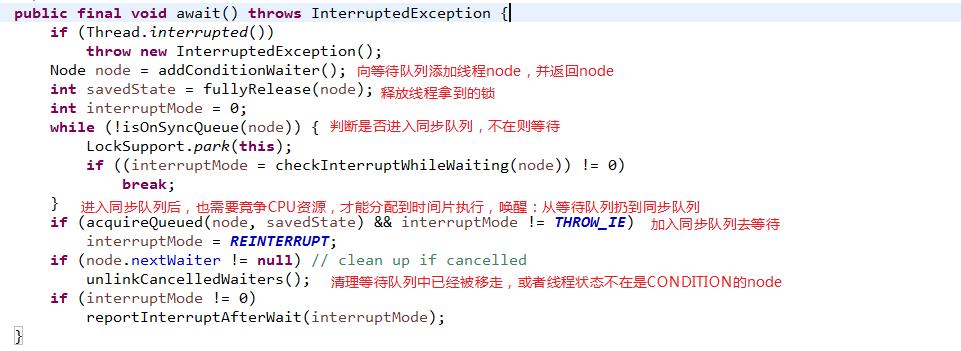 public final void await() throws InterruptedException {
if (Thread.interrupted())
throw new InterruptedException();
Node node = addConditionWaiter(); 向等待队列添加线程node，并返回node
int savedState = fullyRelease(node); 释放线程拿到的锁
int interruptMode = 0;
while (!isOnSyncQueue(node)) { 判断是否进入同步队列，不在则等待
LockSupport.park(this);
if ((interruptMode = checkInterruptWhileWaiting(node)) != 0)
break;
} 进入同步队列后，也需要竞争CPU资源，才能分配到时间片执行，唤醒：从等待队列扔到同步队列
if (acquireQueued(node, savedState) && interruptMode != THROW_IE) 加入同步队列去等待
interruptMode = REINTERRUPT;
if (node.nextWaiter != null) // clean up if cancelled
unlinkCancelledWaiters(); 清理等待队列中已经被移走，或者线程状态不在是CONDITION的node
if (interruptMode != 0)
reportInterruptAfterWait(interruptMode);
}